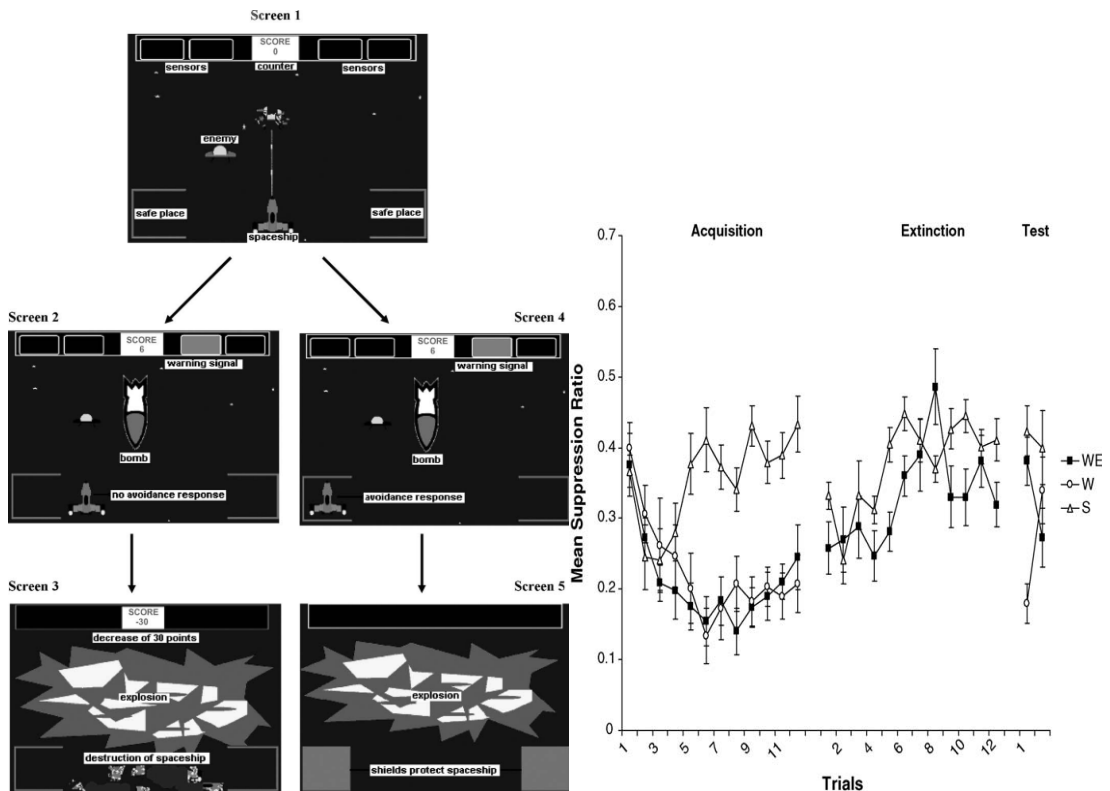 Screen 1
SCORE
0
sensors
counter
sensors
enemy
safe place
safe place
spaceship
Screen 2
SCORE
6
warning signal
bomb
no avoidance response
Screen 4
SCORE
6
warning signal
bomb
avoidance response
Screen 3
SCORE
-30
decrease of 30 points
explosion
destruction of spaceship
Screen 5
explosion
shields protect spaceship
Acquisition
Extinction
Test
Mean Suppression Ratio
0.7
0.6
0.5
0.4
0.3
0.2
0.1
0
1 3 5 7 9 11 2 4 6 8 10 12 1
Trials
WE
W
S